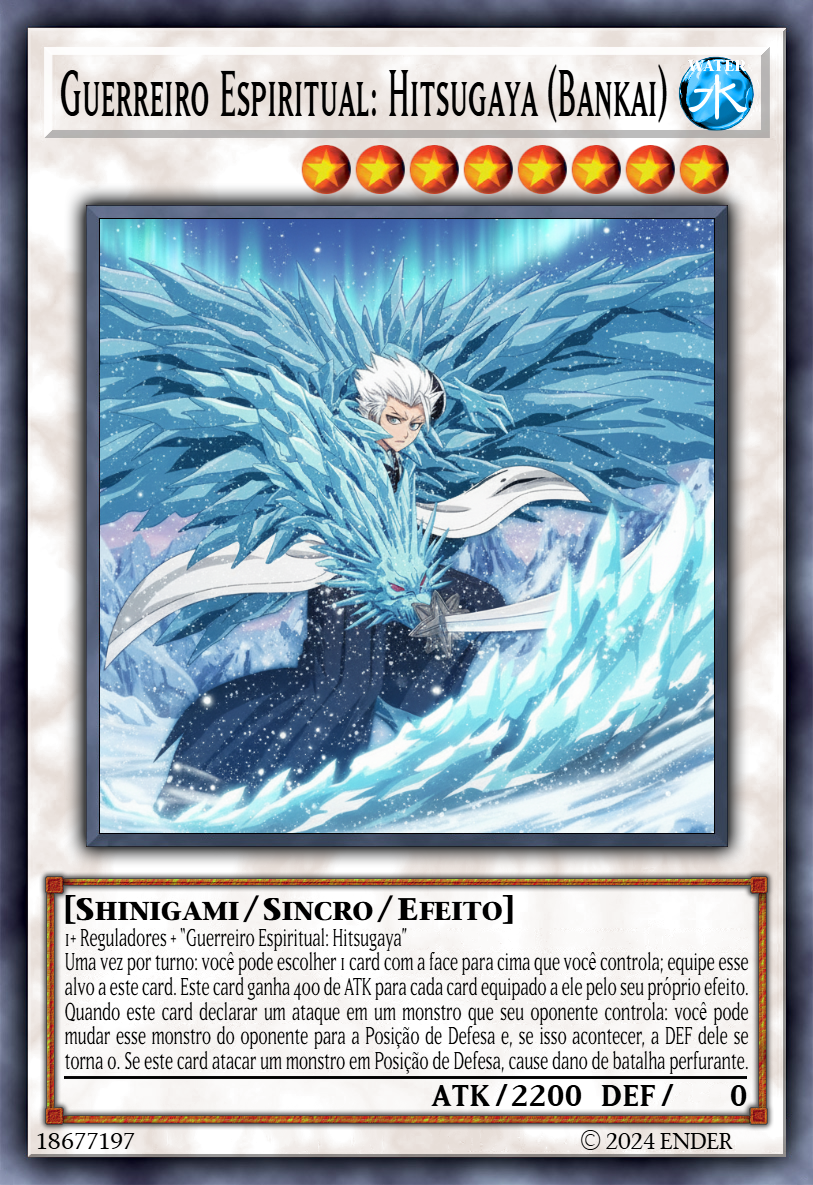 Guerreiro Espiritual: Hitsugaya (Bankai)
WATER
水
[Shinigami/Sincro/Efeito]
1+ Reguladores + "Guerreiro Espiritual: Hitsugaya"
Uma vez por turno: você pode escolher 1 card com a face para cima que você controla; equipe esse
alvo a este card. Este card ganha 400 de ATK para cada card equipado a ele pelo seu próprio efeito.
Quando este card declarar um ataque em um monstro que seu oponente controla: você pode
mudar esse monstro do oponente para a Posição de Defesa e, se isso acontecer, a DEF dele se
torna 0. Se este card atacar um monstro em Posição de Defesa, cause dano de batalha perfurante.
ATK/2200 DEF/ 0
18677197 © 2024 ENDER